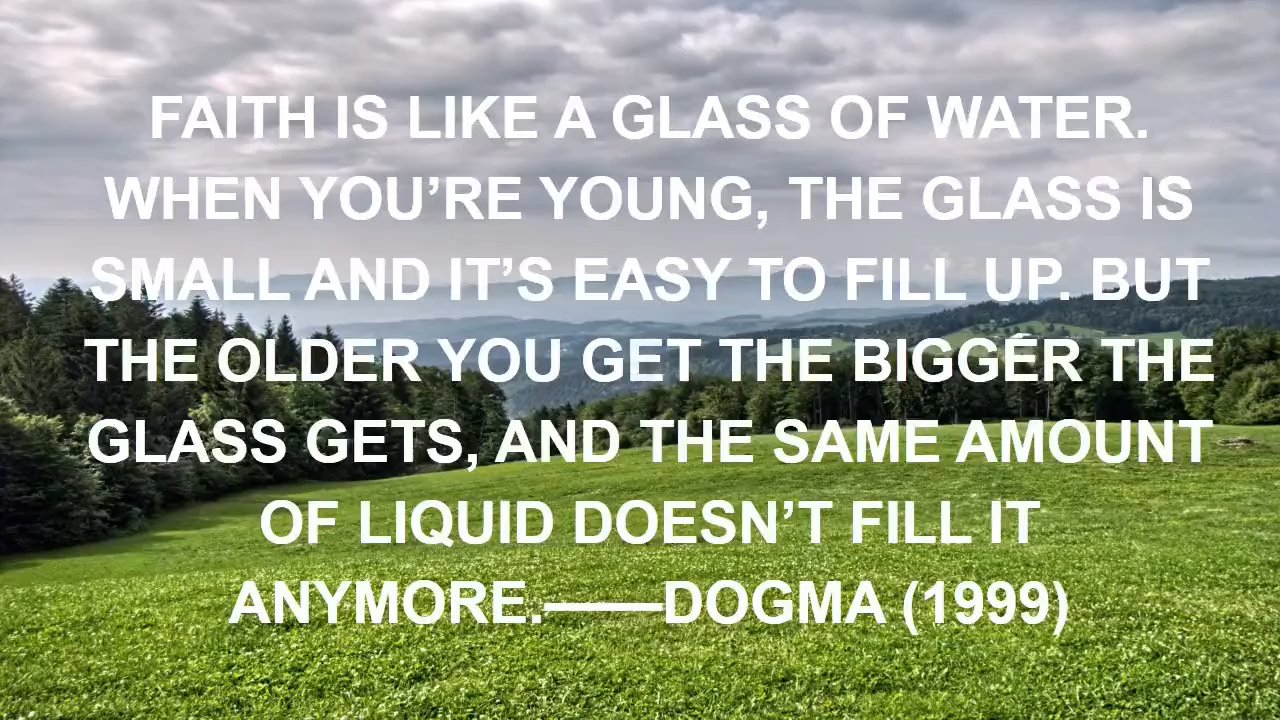 FAITH IS LIKE A GLASS OF WATER.
WHEN YOU’RE YOUNG, THE GLASS IS
SMALL AND IT’S EASY TO FILL UP. BUT
THE OLDER YOU GET THE BIGGER THE
GLASS GETS, AND THE SAME AMOUNT
OF LIQUID DOESN’T FILL IT
ANYMORE.——DOGMA (1999)